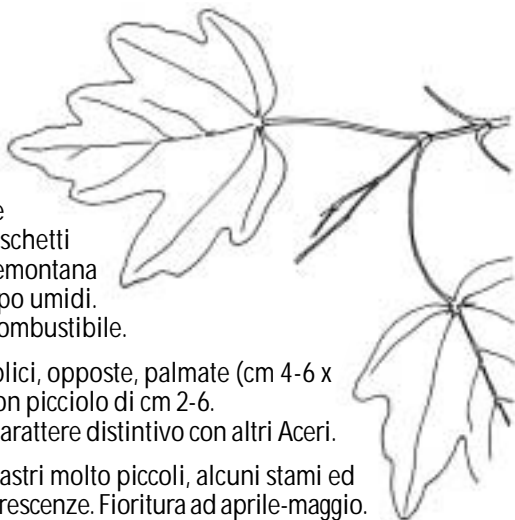 e
schetti
emontana
po umidi.
ombustibile.
olici, opposte, palmate (cm 4-6 x
on picciolo di cm 2-6.
arattere distintivo con altri Aceri.
astri molto piccoli, alcuni stami ed
rescenze. Fioritura ad aprile-maggio.